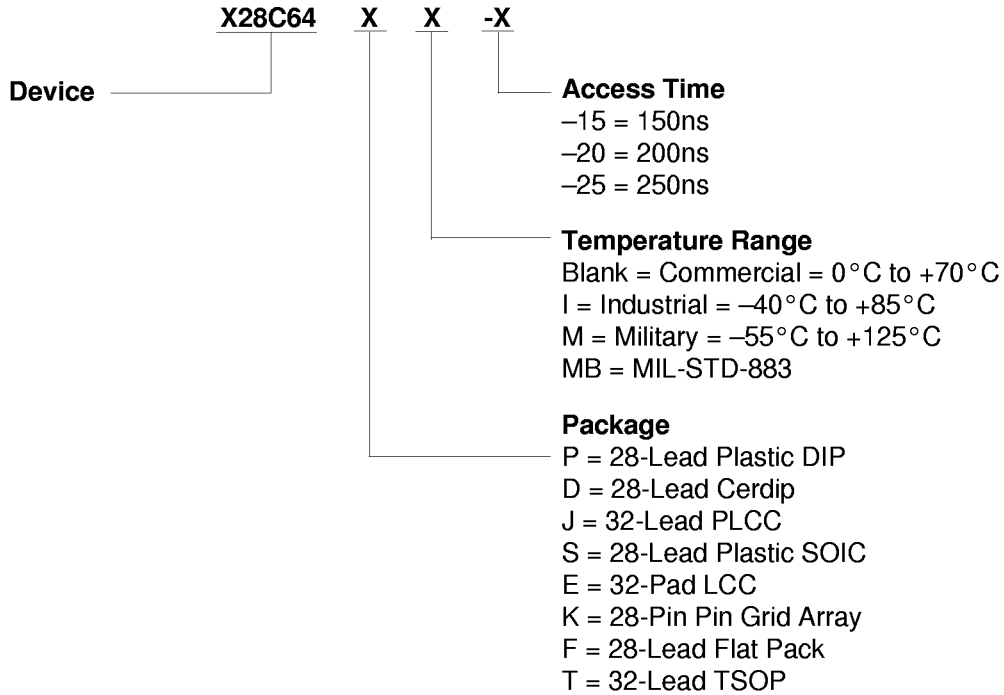 X28C64 X X -X
Device
Access Time
–15 = 150ns
–20 = 200ns
–25 = 250ns
Temperature Range
Blank = Commercial = 0°C to +70°C
I = Industrial = –40°C to +85°C
M = Military = –55°C to +125°C
MB = MIL-STD-883
Package
P = 28-Lead Plastic DIP
D = 28-Lead Cerdip
J = 32-Lead PLCC
S = 28-Lead Plastic SOIC
E = 32-Pad LCC
K = 28-Pin Pin Grid Array
F = 28-Lead Flat Pack
T = 32-Lead TSOP